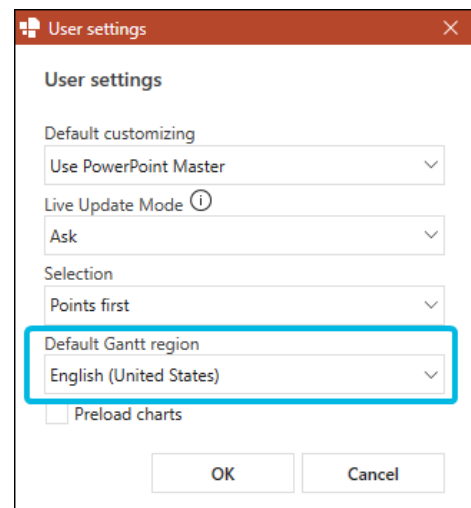 User settings
User settings
Default customizing
Use PowerPoint Master
Live Update Mode
Ask
Selection
Points first
Default Gantt region
English (United States)
Preload charts
OK
Cancel